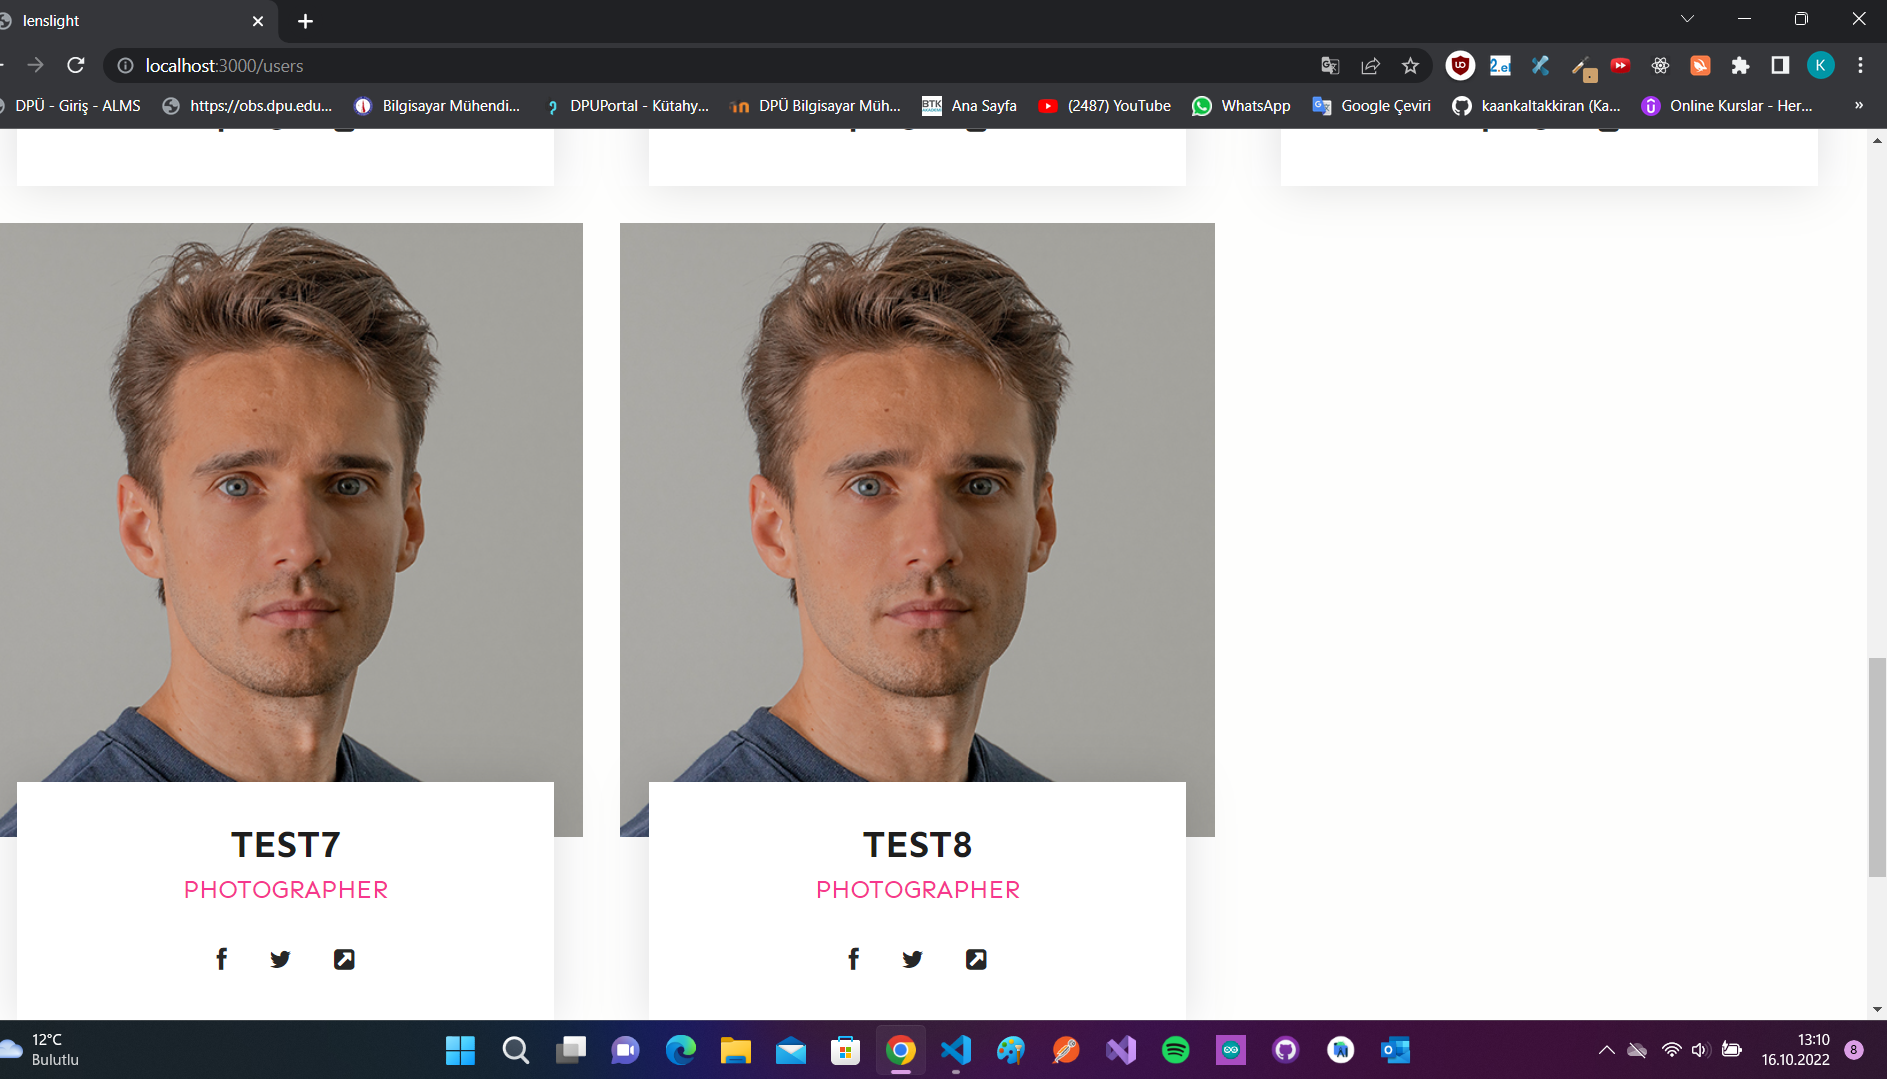 lenslight
localhost:3000/users
DPÜ - Giriş - ALMS
https://obs.dpu.edu...
Bilgisayar Mühendi...
DPUPortal - Kütahy...
DPÜ Bilgisayar Müh...
BTK
Ana Sayfa
(2487) YouTube
WhatsApp
Google Çeviri
kaankaltakkiran (Ka...
Online Kurslar - Her...
»
K
TEST7
PHOTOGRAPHER
TEST8
PHOTOGRAPHER
12°C
Bulutlu
13:10
16.10.2022
8